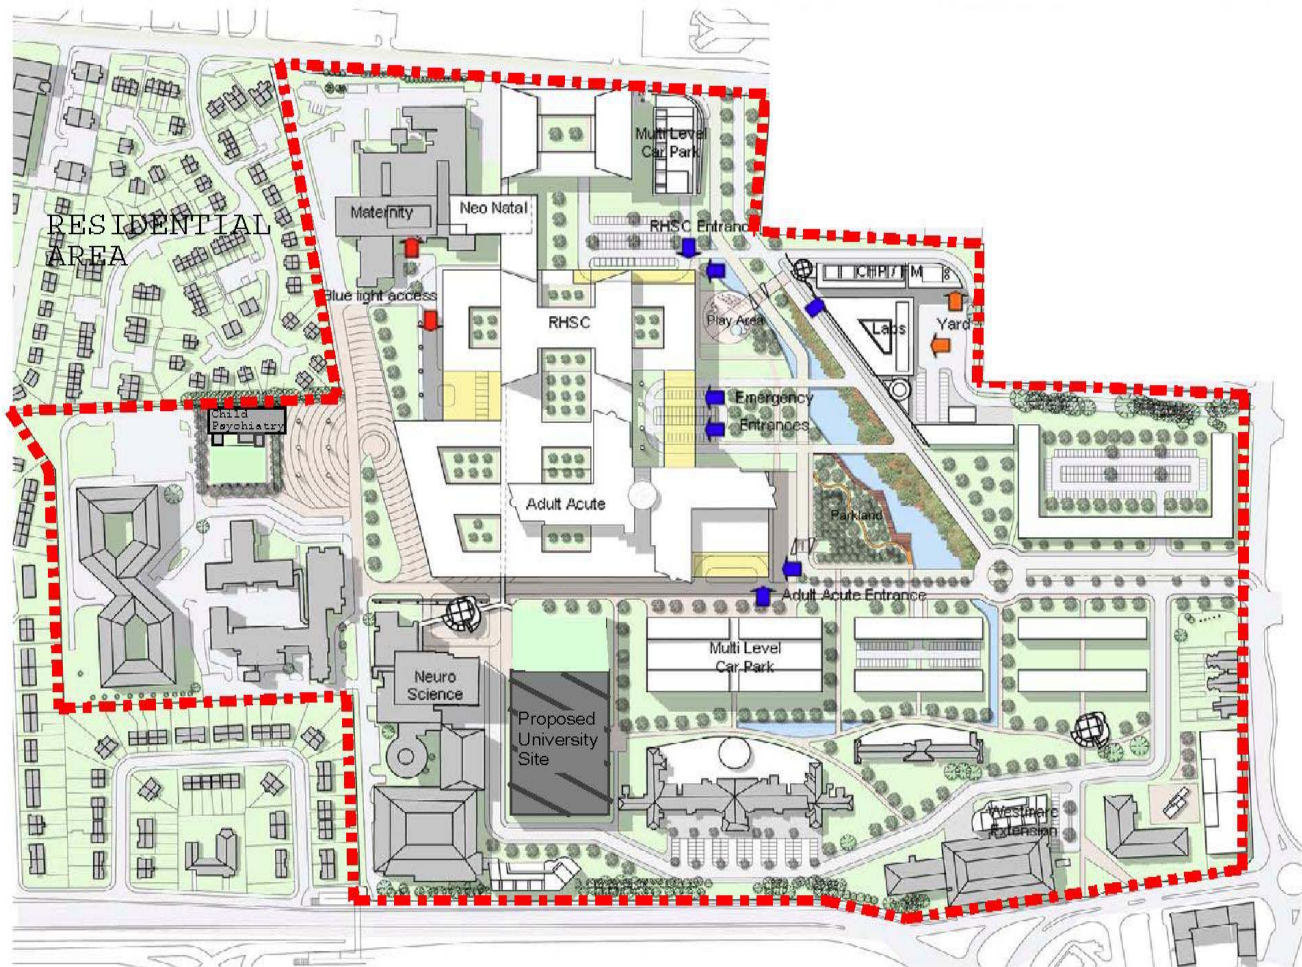 Multi Level
Car Park
RESIDENTIAL
AREA
Maternity
Neo Natal
RHSC Entranc
CHP / F M
Blue light access
RHSC
Play Area
Labs
Yard
Child
Psychiatry
Emergency
Entrances
Adult Acute
Parkland
Adult Acute Entrance
Multi Level
Car Park
Neuro
Science
Proposed
University
Site
Westmarc
Extension